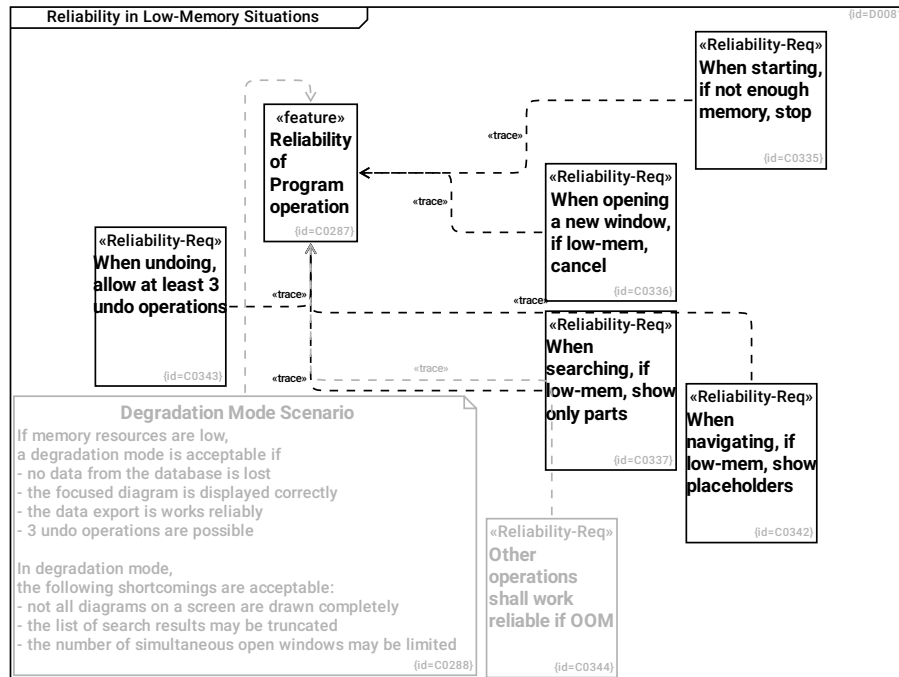 Reliability in Low-Memory Situations
«Reliability-Req»
When starting,
if not enough
memory, stop
{id=C0335}
«feature»
Reliability
of
Program
operation
{id=C0287}
«trace»
«Reliability-Req»
When opening
a new window,
if low-mem,
cancel
{id=C0336}
«trace»
«Reliability-Req»
When undoing,
allow at least 3
undo operations
{id=C0343}
«trace»
«trace»
«Reliability-Req»
When
searching, if
low-mem, show
only parts
{id=C0337}
«trace»
«trace»
«Reliability-Req»
When
navigating, if
low-mem, show
placeholders
{id=C0342}
Degradation Mode Scenario
If memory resources are low,
a degradation mode is acceptable if
- no data from the database is lost
- the focused diagram is displayed correctly
- the data export is works reliably
- 3 undo operations are possible
In degradation mode,
the following shortcomings are acceptable:
- not all diagrams on a screen are drawn completely
- the list of search results may be truncated
- the number of simultaneous open windows may be limited
{id=C0288}
«Reliability-Req»
Other
operations
shall work
reliable if OOM
{id=C0344}